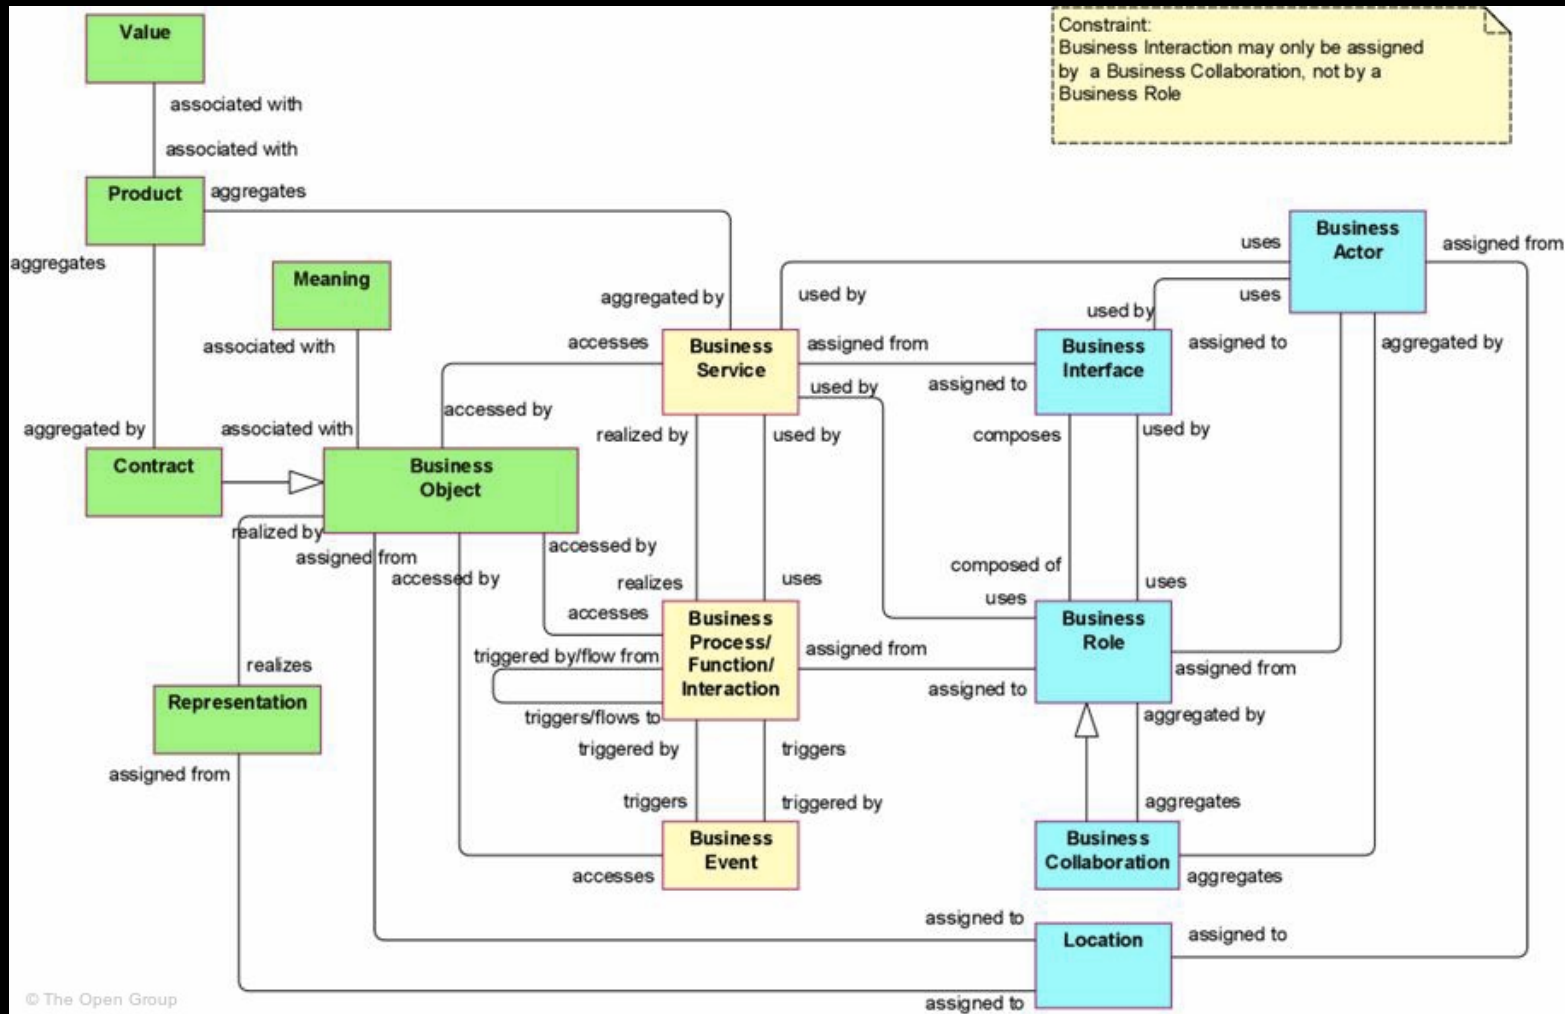 Value
Constraint:
Business Interaction may only be assigned
by  a Business Collaboration, not by a
Business Role
associated with
associated with
Product
aggregates
aggregates
Meaning
associated with
associated with
aggregated by
Contract
Business
Object
accesses
accessed by
aggregated by
used by
uses
Business
Actor
assigned from
uses
used by
assigned to
aggregated by
Business
Service
assigned from
assigned to
Business
Interface
used by
realized by
used by
composes
used by
realized by
assigned from
accessed by
accessed by
realizes
uses
composed of
uses
uses
accesses
Business
Process/
Function/
Interaction
assigned from
assigned to
Business
Role
assigned from
triggered by/flow from
triggers/flows to
realizes
Representation
assigned from
triggered by
triggers
triggers
triggered by
aggregated by
aggregates
Business
Event
accesses
Business
Collaboration
aggregates
assigned to
Location
assigned to
assigned to
© The Open Group